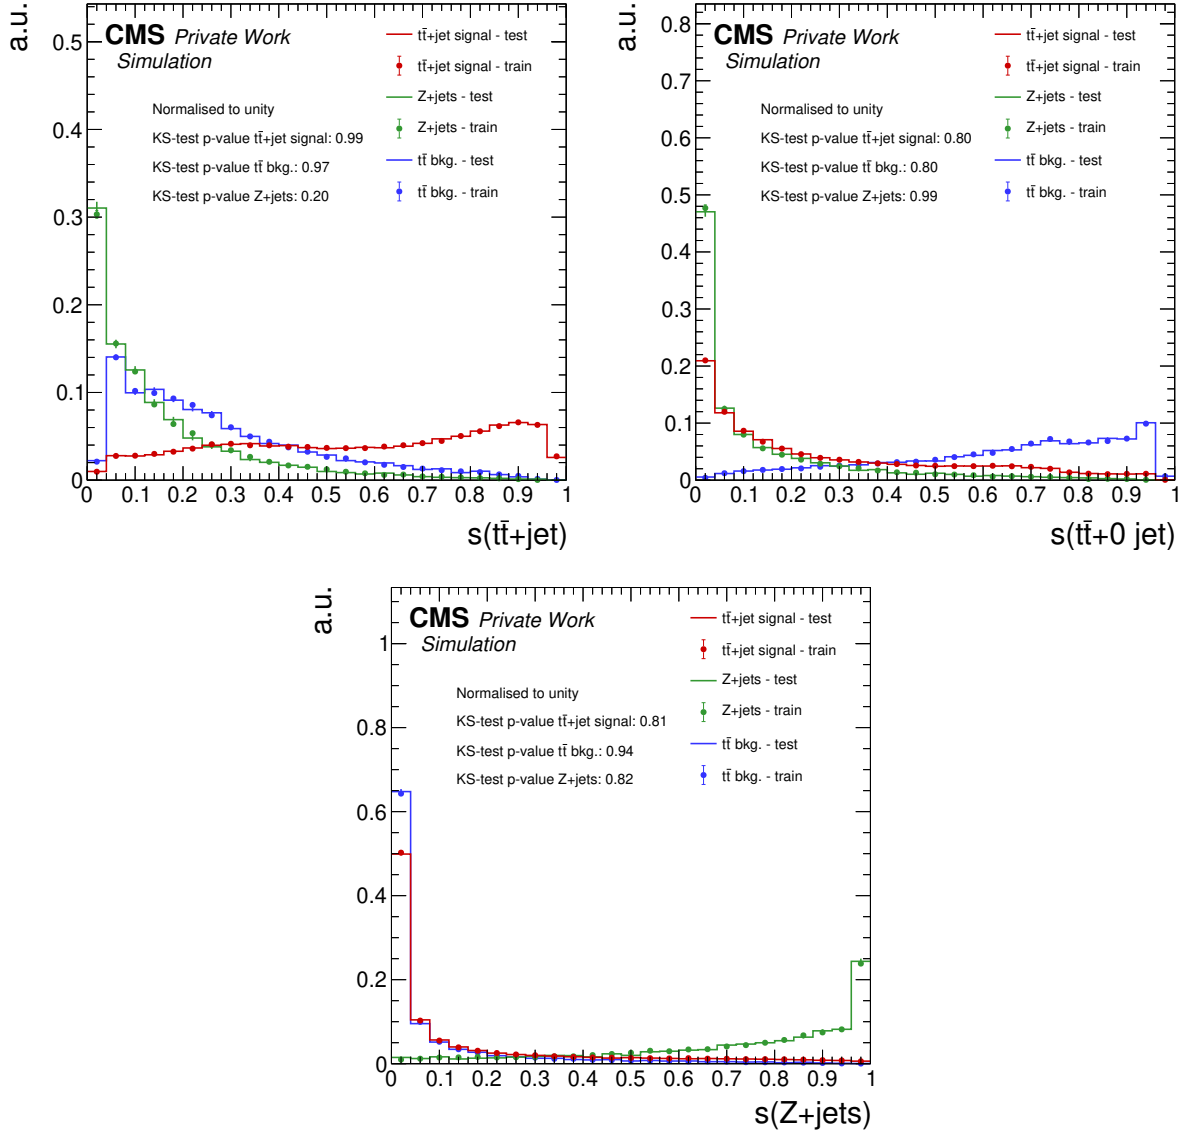 a.u.
CMS Private Work
Simulation
Normalised to unity
KS-test p-value tt̄+jet signal: 0.99
KS-test p-value tt̄ bkg.: 0.97
KS-test p-value Z+jets: 0.20
tt̄+jet signal - test
tt̄+jet signal - train
Z+jets - test
Z+jets - train
tt̄ bkg. - test
tt̄ bkg. - train
0.5
0.4
0.3
0.2
0.1
0
0 0.1 0.2 0.3 0.4 0.5 0.6 0.7 0.8 0.9 1
s(tt̄+jet)
a.u.
CMS Private Work
Simulation
Normalised to unity
KS-test p-value tt̄+jet signal: 0.80
KS-test p-value tt̄ bkg.: 0.80
KS-test p-value Z+jets: 0.99
tt̄+jet signal - test
tt̄+jet signal - train
Z+jets - test
Z+jets - train
tt̄ bkg. - test
tt̄ bkg. - train
0.8
0.7
0.6
0.5
0.4
0.3
0.2
0.1
0
0 0.1 0.2 0.3 0.4 0.5 0.6 0.7 0.8 0.9 1
s(tt̄+0 jet)
a.u.
CMS Private Work
Simulation
Normalised to unity
KS-test p-value tt̄+jet signal: 0.81
KS-test p-value tt̄ bkg.: 0.94
KS-test p-value Z+jets: 0.82
tt̄+jet signal - test
tt̄+jet signal - train
Z+jets - test
Z+jets - train
tt̄ bkg. - test
tt̄ bkg. - train
1
0.8
0.6
0.4
0.2
0
0 0.1 0.2 0.3 0.4 0.5 0.6 0.7 0.8 0.9 1
s(Z+jets)